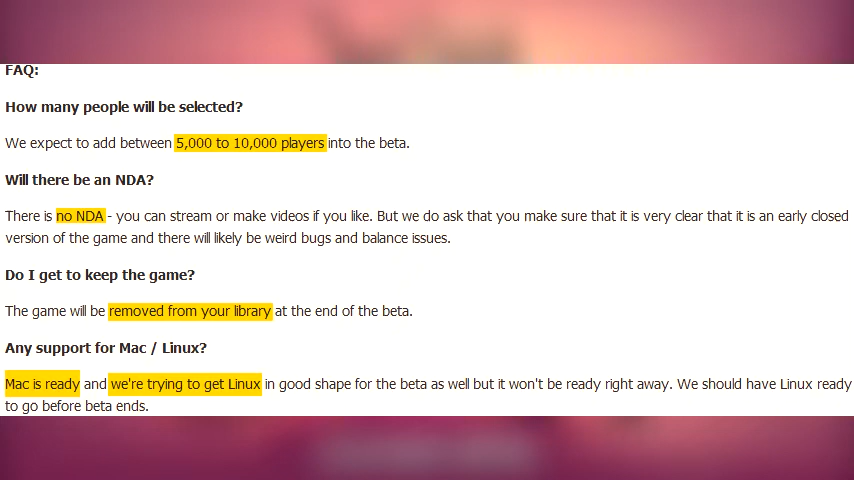 FAQ:
How many people will be selected?
We expect to add between 5,000 to 10,000 players into the beta.
Will there be an NDA?
There is no NDA - you can stream or make videos if you like. But we do ask that you make sure that it is very clear that it is an early closed
version of the game and there will likely be weird bugs and balance issues.
Do I get to keep the game?
The game will be removed from your library at the end of the beta.
Any support for Mac / Linux?
Mac is ready and we're trying to get Linux in good shape for the beta as well but it won't be ready right away. We should have Linux ready
to go before beta ends.